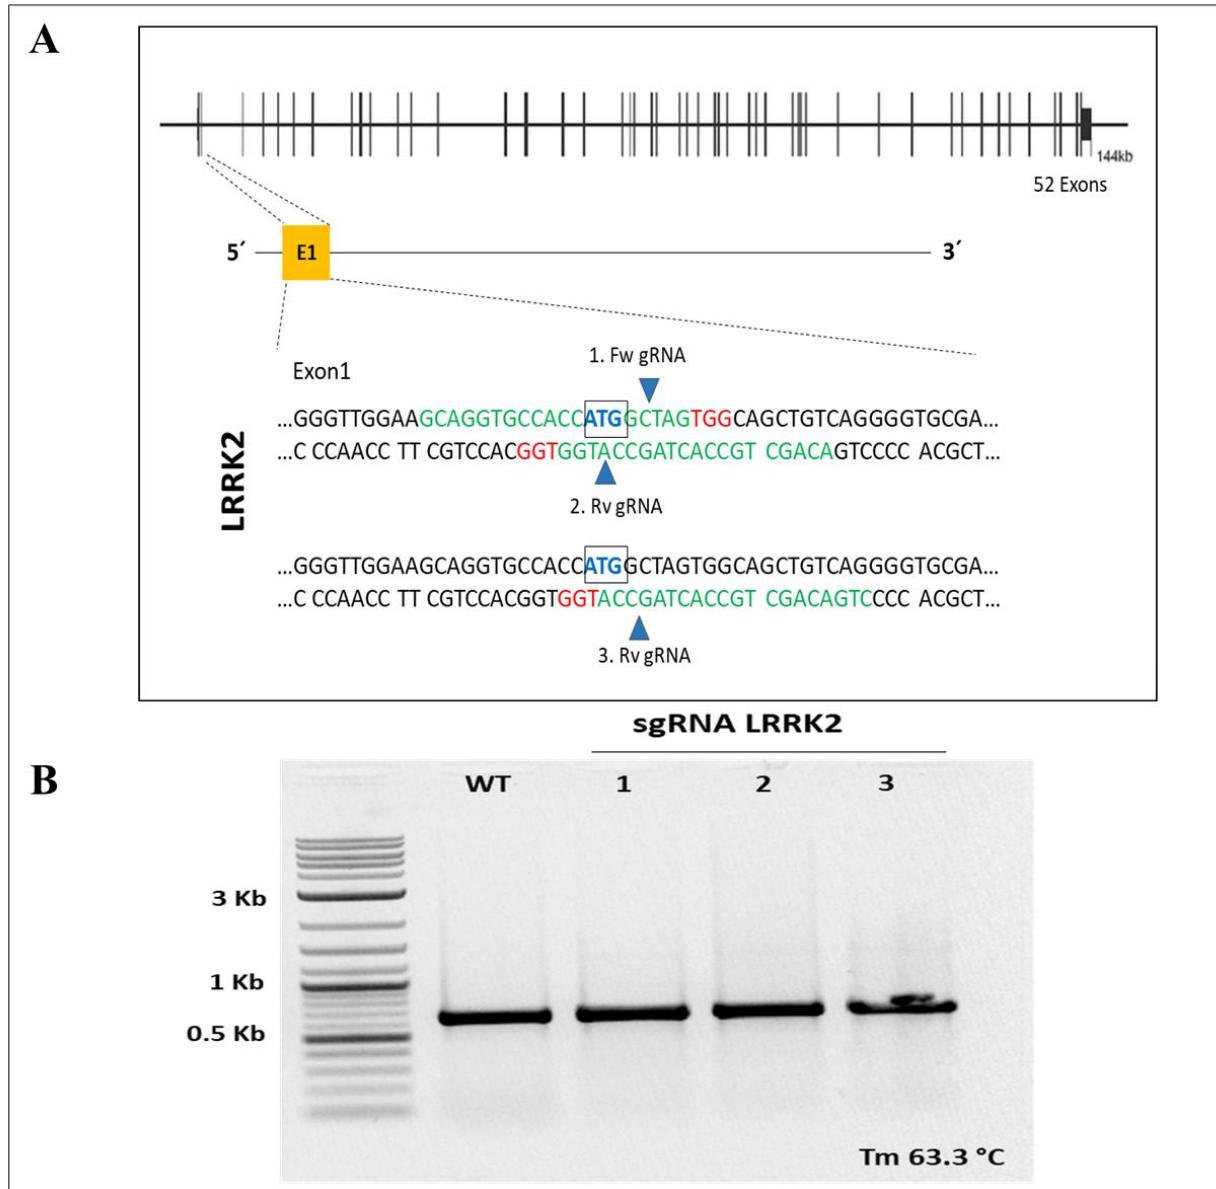 A
144kb
52 Exons
5´ E1 3´
1. Fw gRNA
Exon1
...GGGTTGGAAGCAGGTGCCACCATGGCTAGTGGCAGCTGTCAGGGGTGCGA...
...C CCAACC TT CGTCCACGGTGGTACCGATCACCGT CGACAGTCCCC ACGCT...
2. Rv gRNA
LRRK2
...GGGTTGGAAGCAGGTGCCACCATGGCTAGTGGCAGCTGTCAGGGGTGCGA...
...C CCAACC TT CGTCCACGGTGGTACCGATCACCGT CGACAGTCCCC ACGCT...
3. Rv gRNA
sgRNA LRRK2
B
WT 1 2 3
3 Kb
1 Kb
0.5 Kb
Tm 63.3 °C